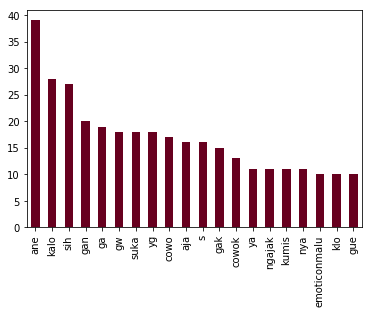 40
35
30
25
20
15
10
5
0
ane
kalo
sih
gan
ga
gw
suka
yg
cowo
aja
s
gak
cowok
ya
ngajak
kumis
nya
emoticonmalu
klo
gue